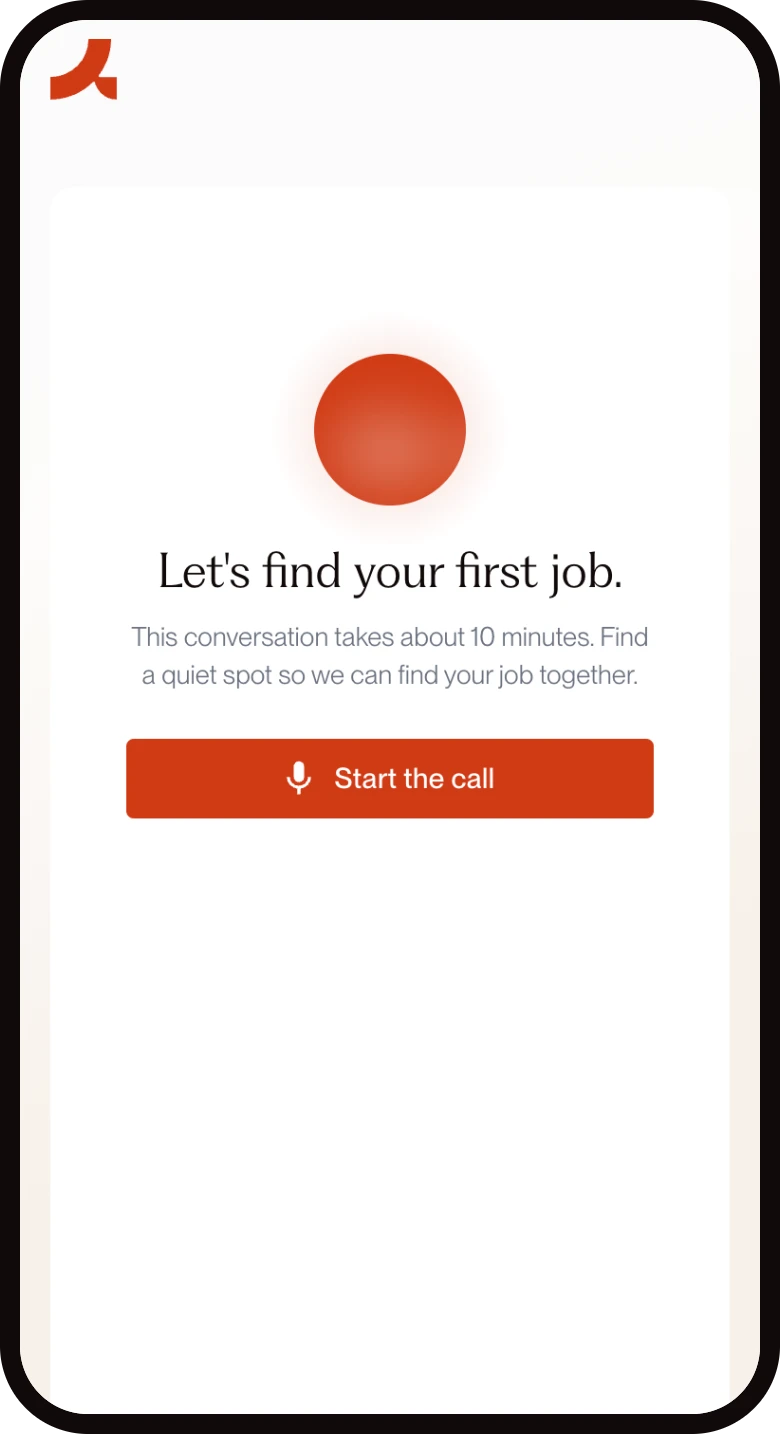 Let's find your first job.
This conversation takes about 10 minutes. Find
a quiet spot so we can find your job together.
Start the call